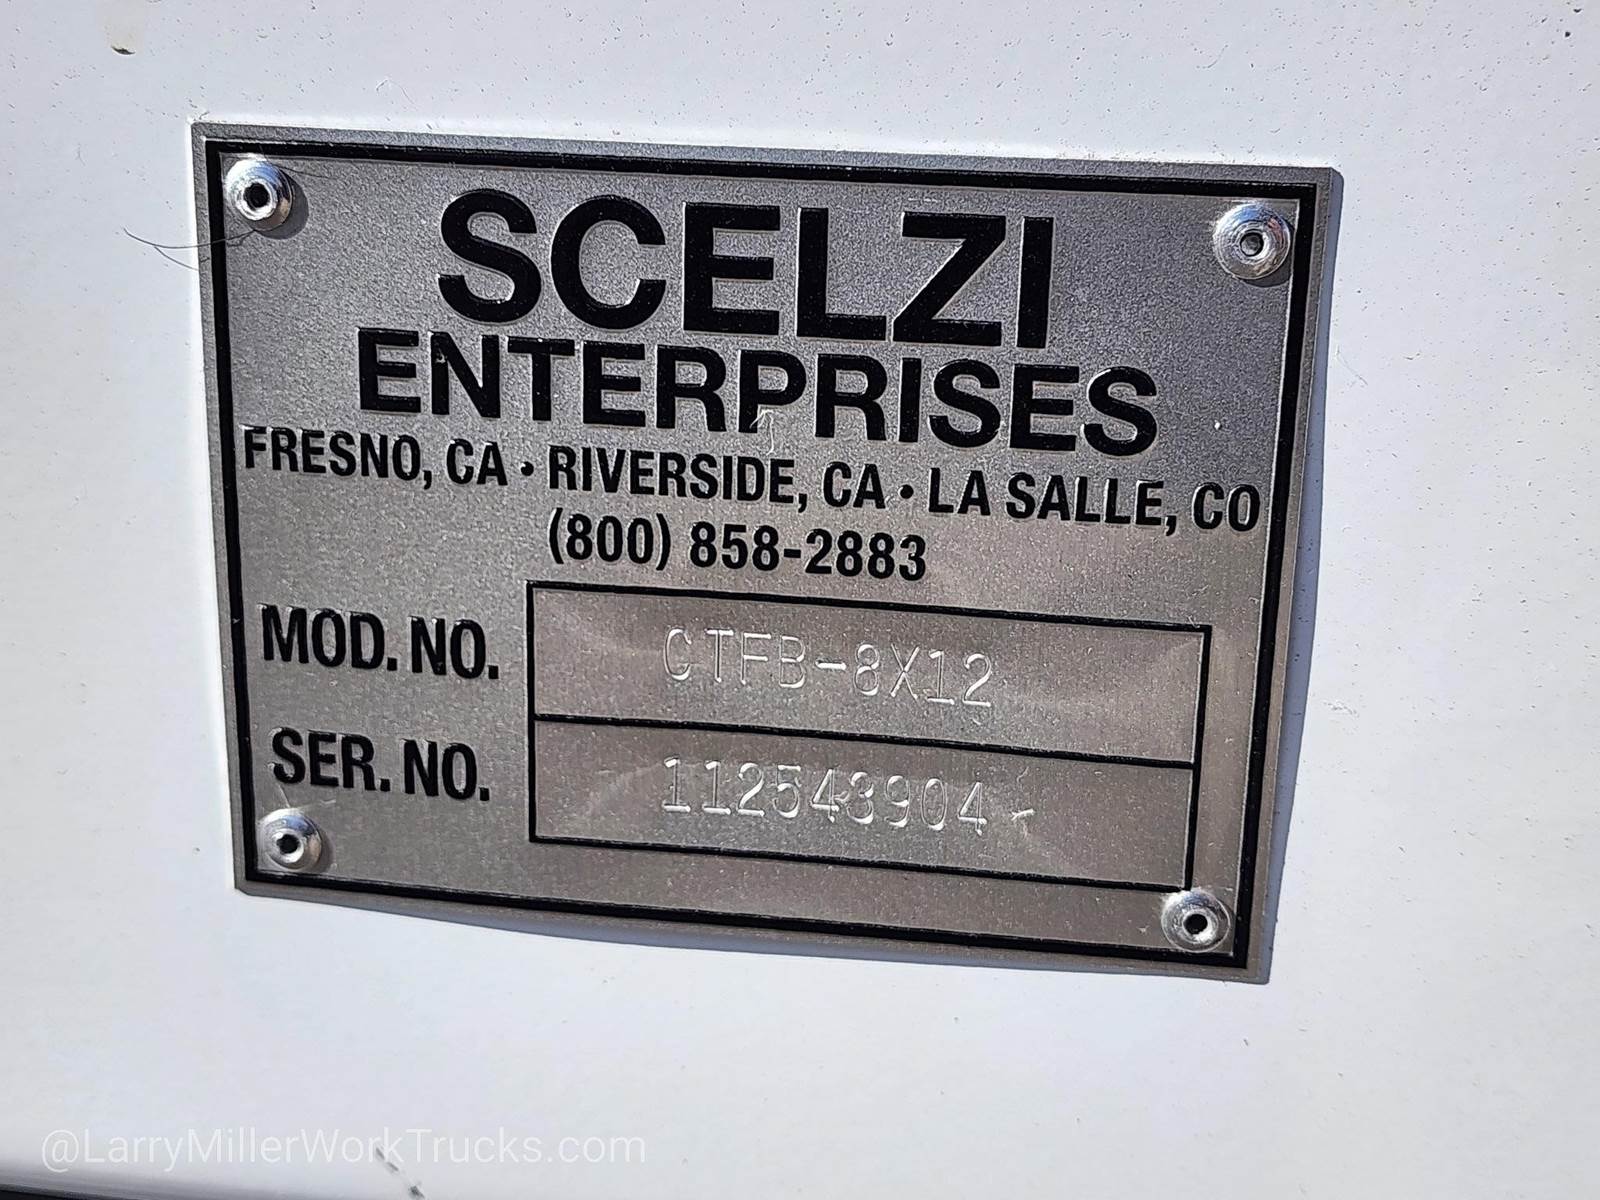 SCELZI
ENTERPRISES
FRESNO, CA · RIVERSIDE, CA · LA SALLE, CO
(800) 858-2883
MOD. NO. CTFB-8X12
SER. NO. 112543904-
@LarryMillerWorkTrucks.com